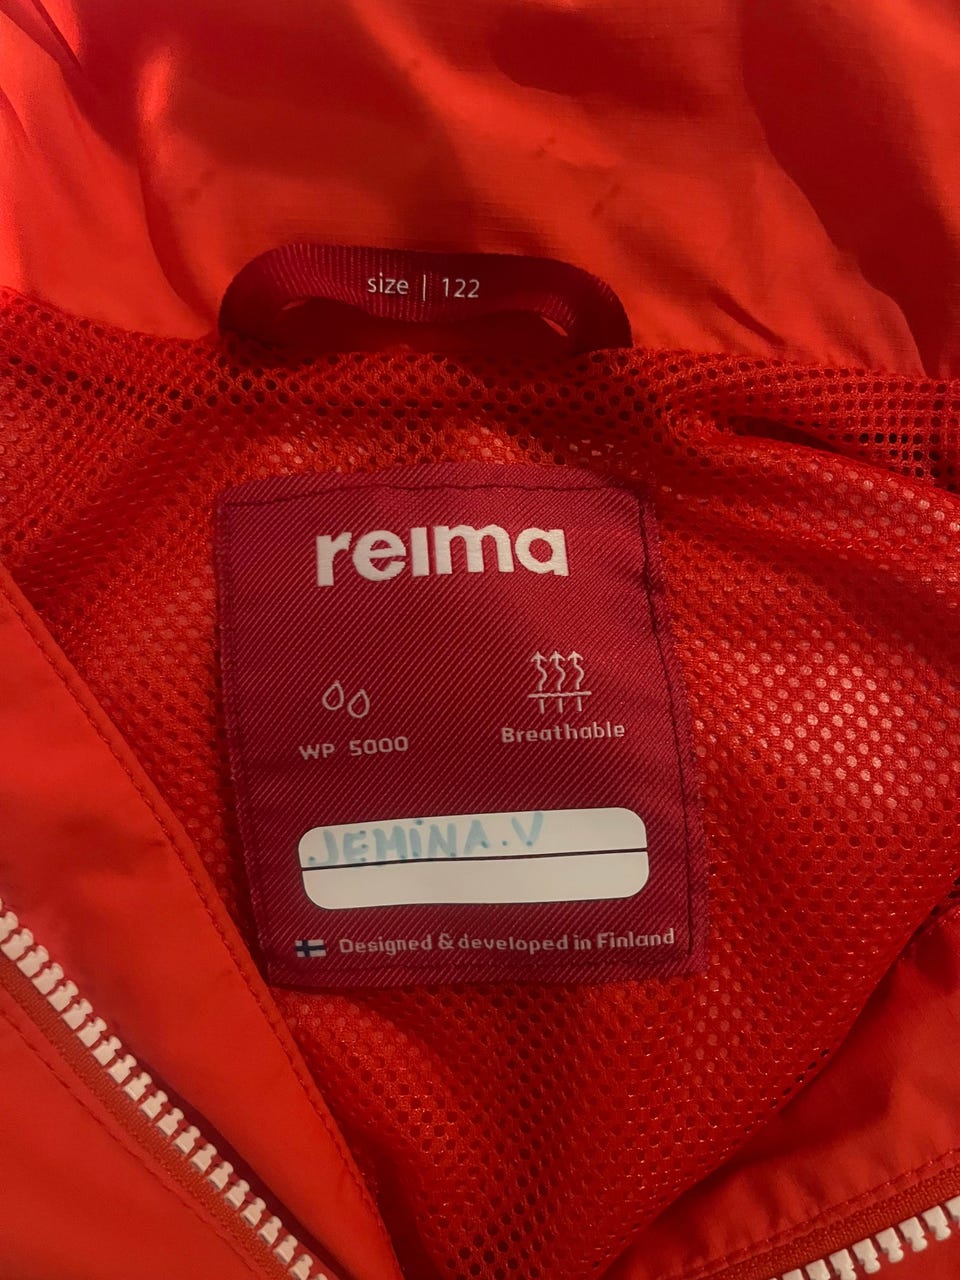 size | 122
reima
WP 5000
Breathable
JEMiNA.V
Designed & developed in Finland